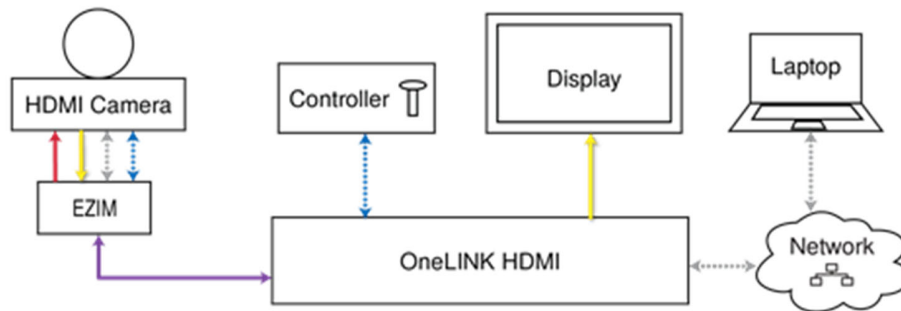 HDMI Camera
Controller
Display
Laptop
EZIM
OneLINK HDMI
Network